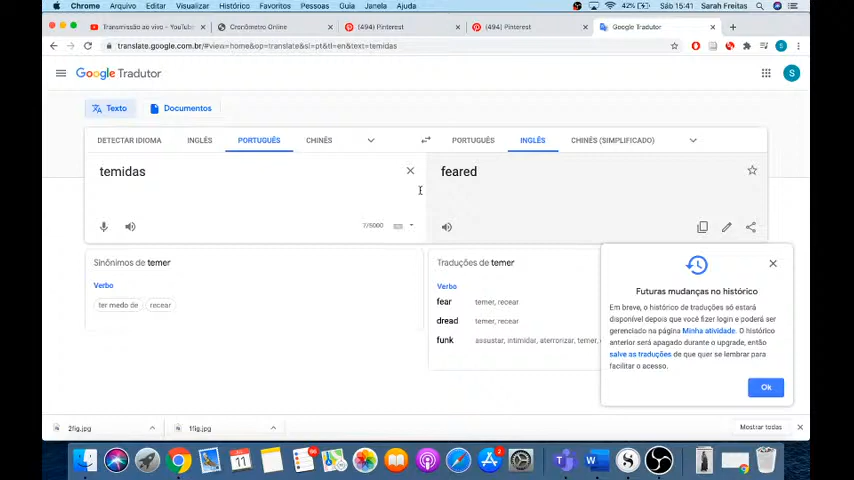 Chrome Arquivo Editar Visualizar Histórico Favoritos Pessoas Guia Janela Ajuda 42% Sáb 15:41 Sarah Freitas
Transmissão ao vivo - YouTube Cronômetro Online (494) Pinterest (494) Pinterest Google Tradutor
translate.google.com.br/#view=home&op=translate&sl=pt&tl=en&text=temidas
Google Tradutor
S
Texto Documentos
DETECTAR IDIOMA INGLÊS PORTUGUÊS CHINÊS PORTUGUÊS INGLÊS CHINÊS (SIMPLIFICADO)
temidas feared
7/5000
Sinônimos de temer Traduções de temer
Verbo Verbo
ter medo de recear
fear temer, recear
dread temer, recear
funk assustar, intimidar, aterrorizar, temer,
Futuras mudanças no histórico
Em breve, o histórico de traduções só estará
disponível depois que você fizer login e poderá ser
gerenciado na página Minha atividade. O histórico
anterior será apagado durante o upgrade, então
salve as traduções de que quer se lembrar para
facilitar o acesso.
Ok
2fig.jpg 1fig.jpg Mostrar todas
11